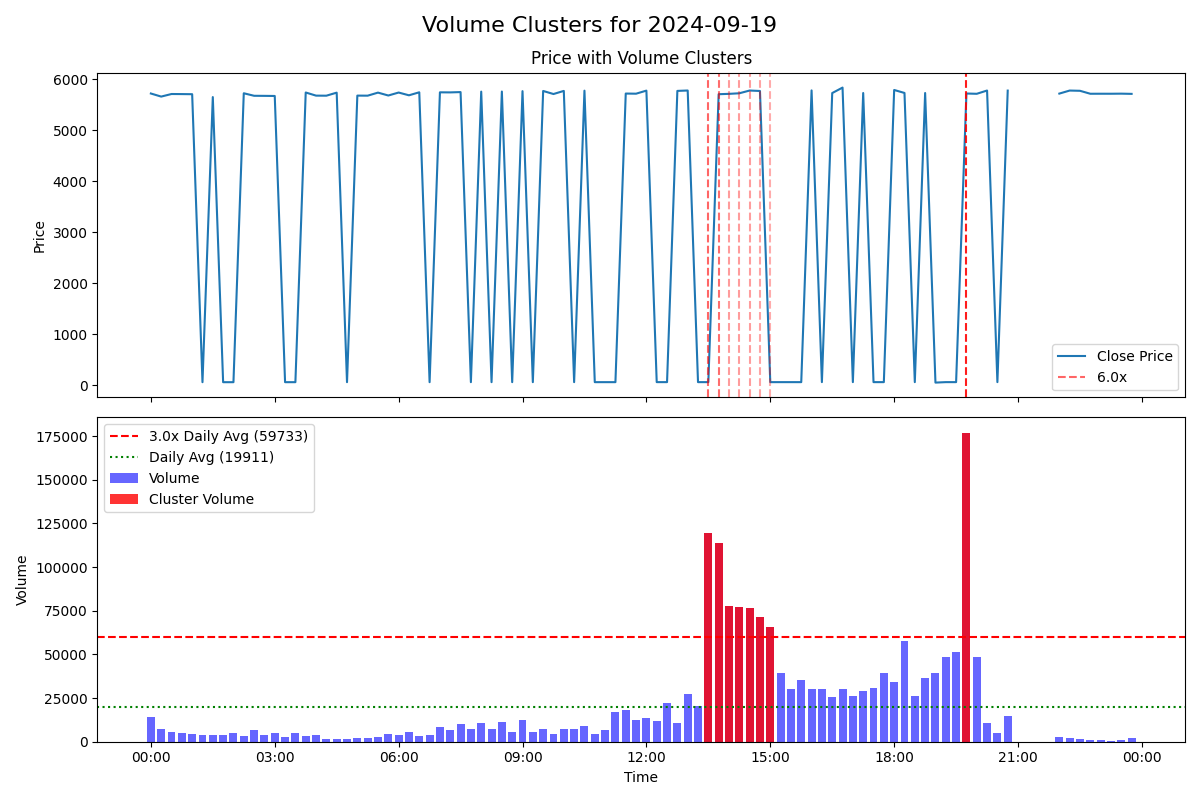 Volume Clusters for 2024-09-19
Price with Volume Clusters
6000
5000
4000
3000
2000
1000
0
Price
Close Price
6.0x
175000
150000
125000
100000
75000
50000
25000
0
Volume
3.0x Daily Avg (59733)
Daily Avg (19911)
Volume
Cluster Volume
00:00 03:00 06:00 09:00 12:00 15:00 18:00 21:00 00:00
Time